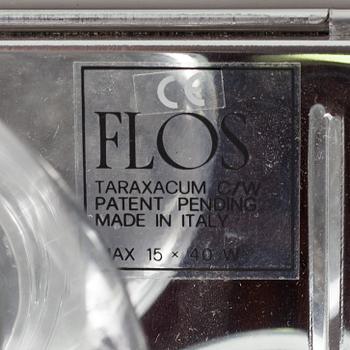 CE
FLOS
TARAXACUM C/W
PATENT PENDING
MADE IN ITALY
MAX 15 × 40 W